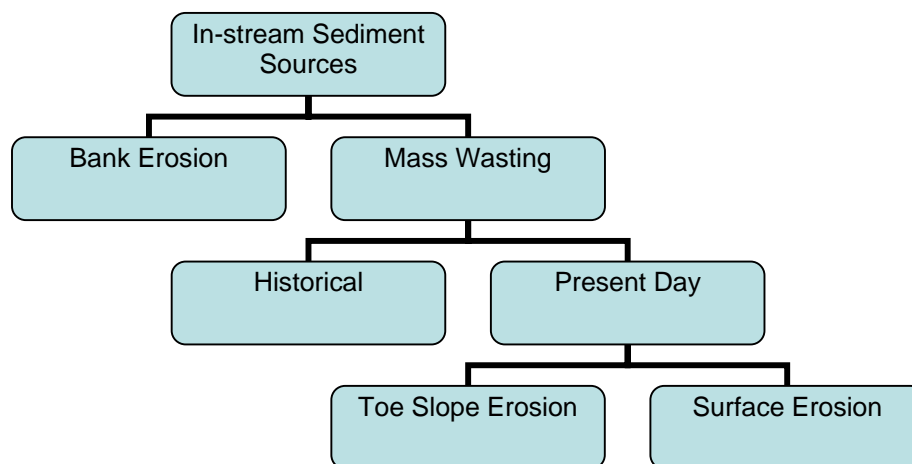 In-stream Sediment
Sources
Bank Erosion
Mass Wasting
Historical
Present Day
Toe Slope Erosion
Surface Erosion